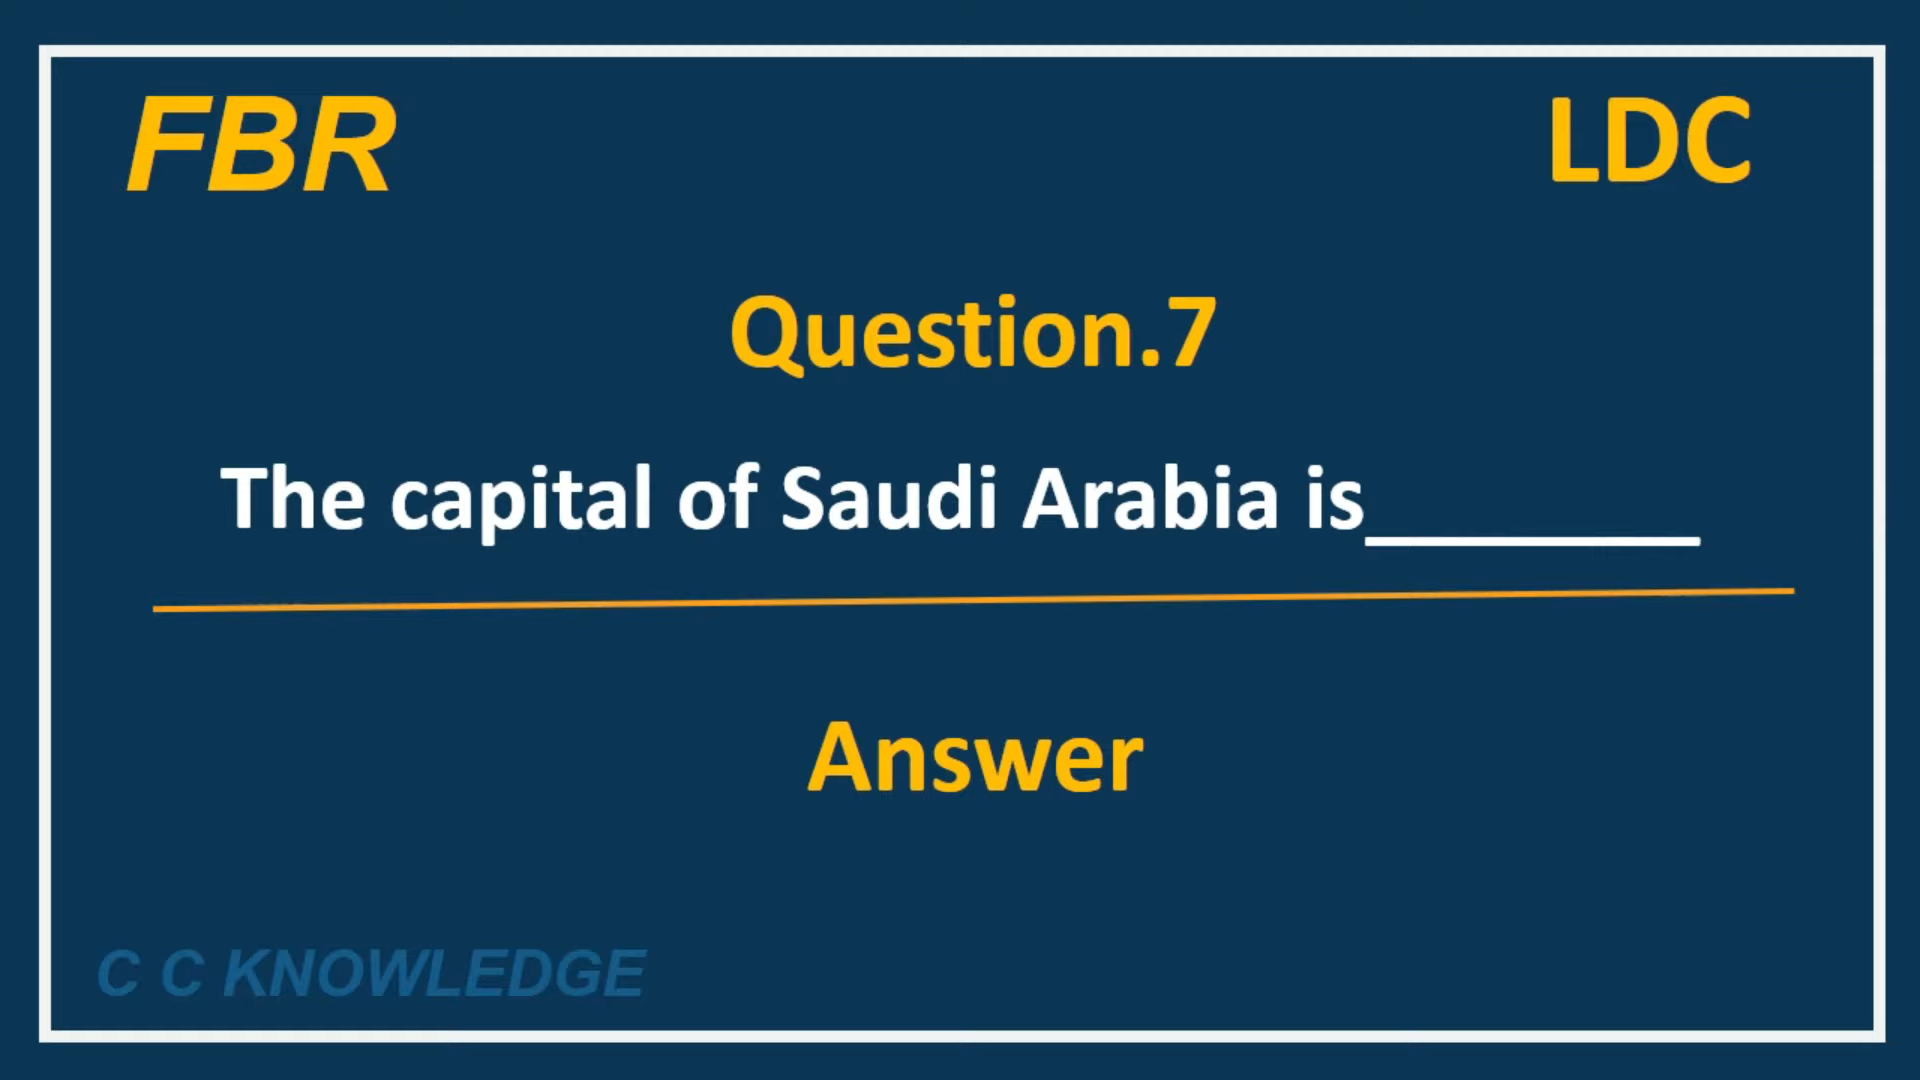 FBR LDC
Question.7
The capital of Saudi Arabia is________
Answer
C C KNOWLEDGE